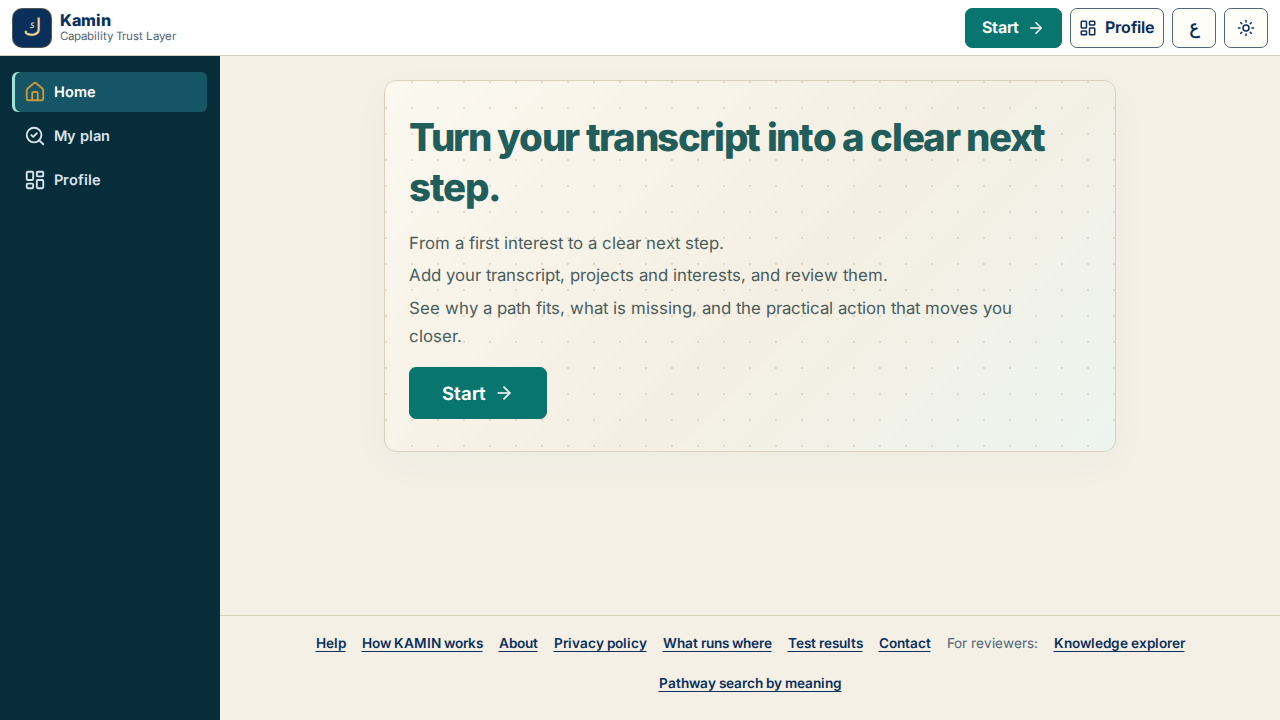 ك
Kamin
Capability Trust Layer
Start
Profile
ع
Home
My plan
Profile
Turn your transcript into a clear next
step.
From a first interest to a clear next step.
Add your transcript, projects and interests, and review them.
See why a path fits, what is missing, and the practical action that moves you
closer.
Start
Help How KAMIN works About Privacy policy What runs where Test results Contact For reviewers: Knowledge explorer
Pathway search by meaning